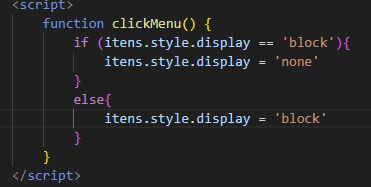 <script>
function clickMenu() {
if (itens.style.display == 'block'){
itens.style.display = 'none'
}
else{
itens.style.display = 'block'
}
}
</script>